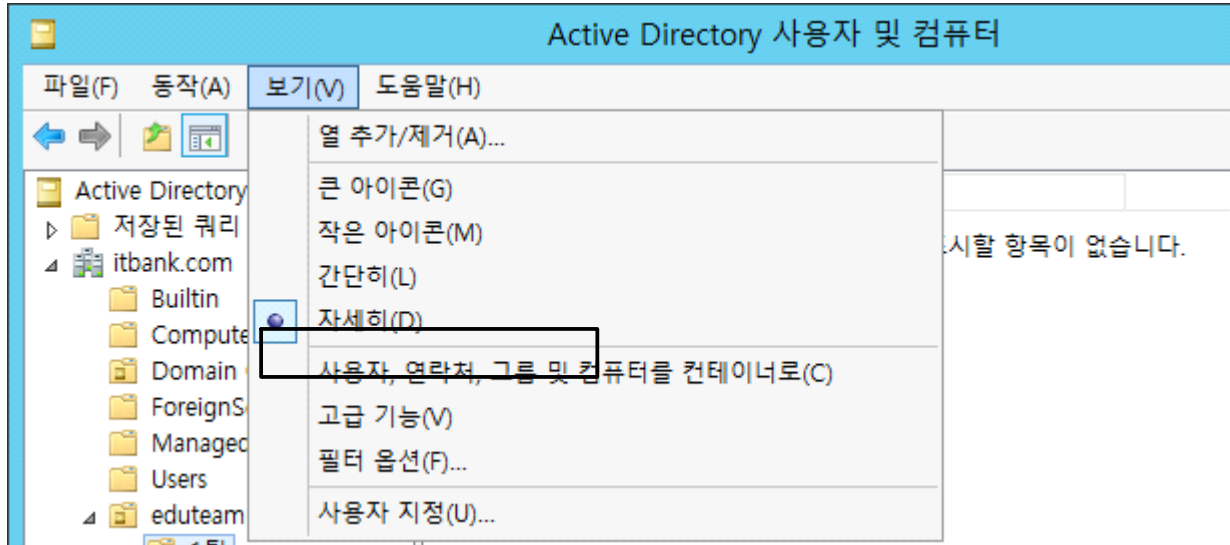 Active Directory 사용자 및 컴퓨터
파일(F) 동작(A) 보기(V) 도움말(H)
열 추가/제거(A)...
큰 아이콘(G)
작은 아이콘(M)
간단히(L)
자세히(D)
사용자, 연락처, 그룹 및 컴퓨터를 컨테이너로(C)
고급 기능(V)
필터 옵션(F)...
사용자 지정(U)...
Active Directory
저장된 쿼리
itbank.com
Builtin
Compute
Domain
ForeignS
Managed
Users
eduteam
시할 항목이 없습니다.